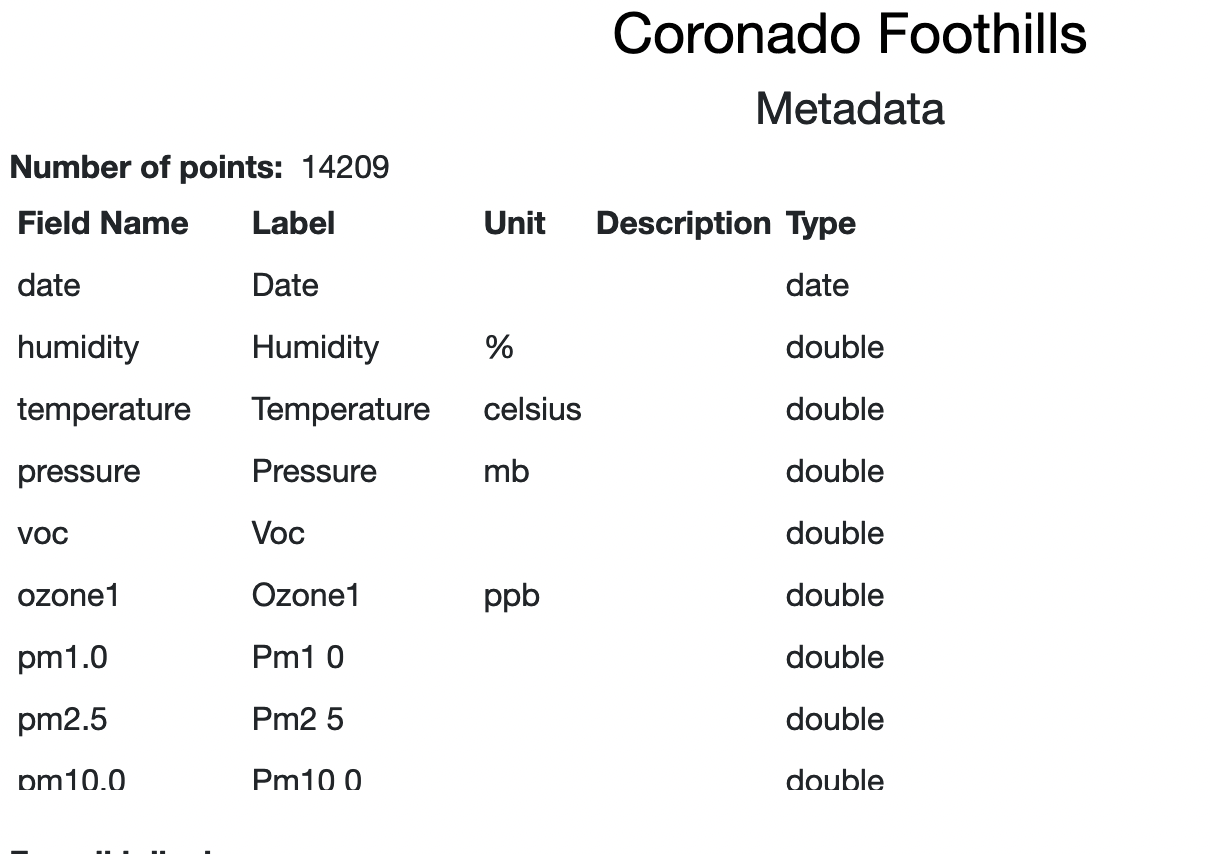 Coronado Foothills
Metadata
Number of points: 14209
Field Name Label Unit Description Type
date Date date
humidity Humidity % double
temperature Temperature celsius double
pressure Pressure mb double
voc Voc double
ozone1 Ozone1 ppb double
pm1.0 Pm1 0 double
pm2.5 Pm2 5 double
pm10.0 Pm10 0 double